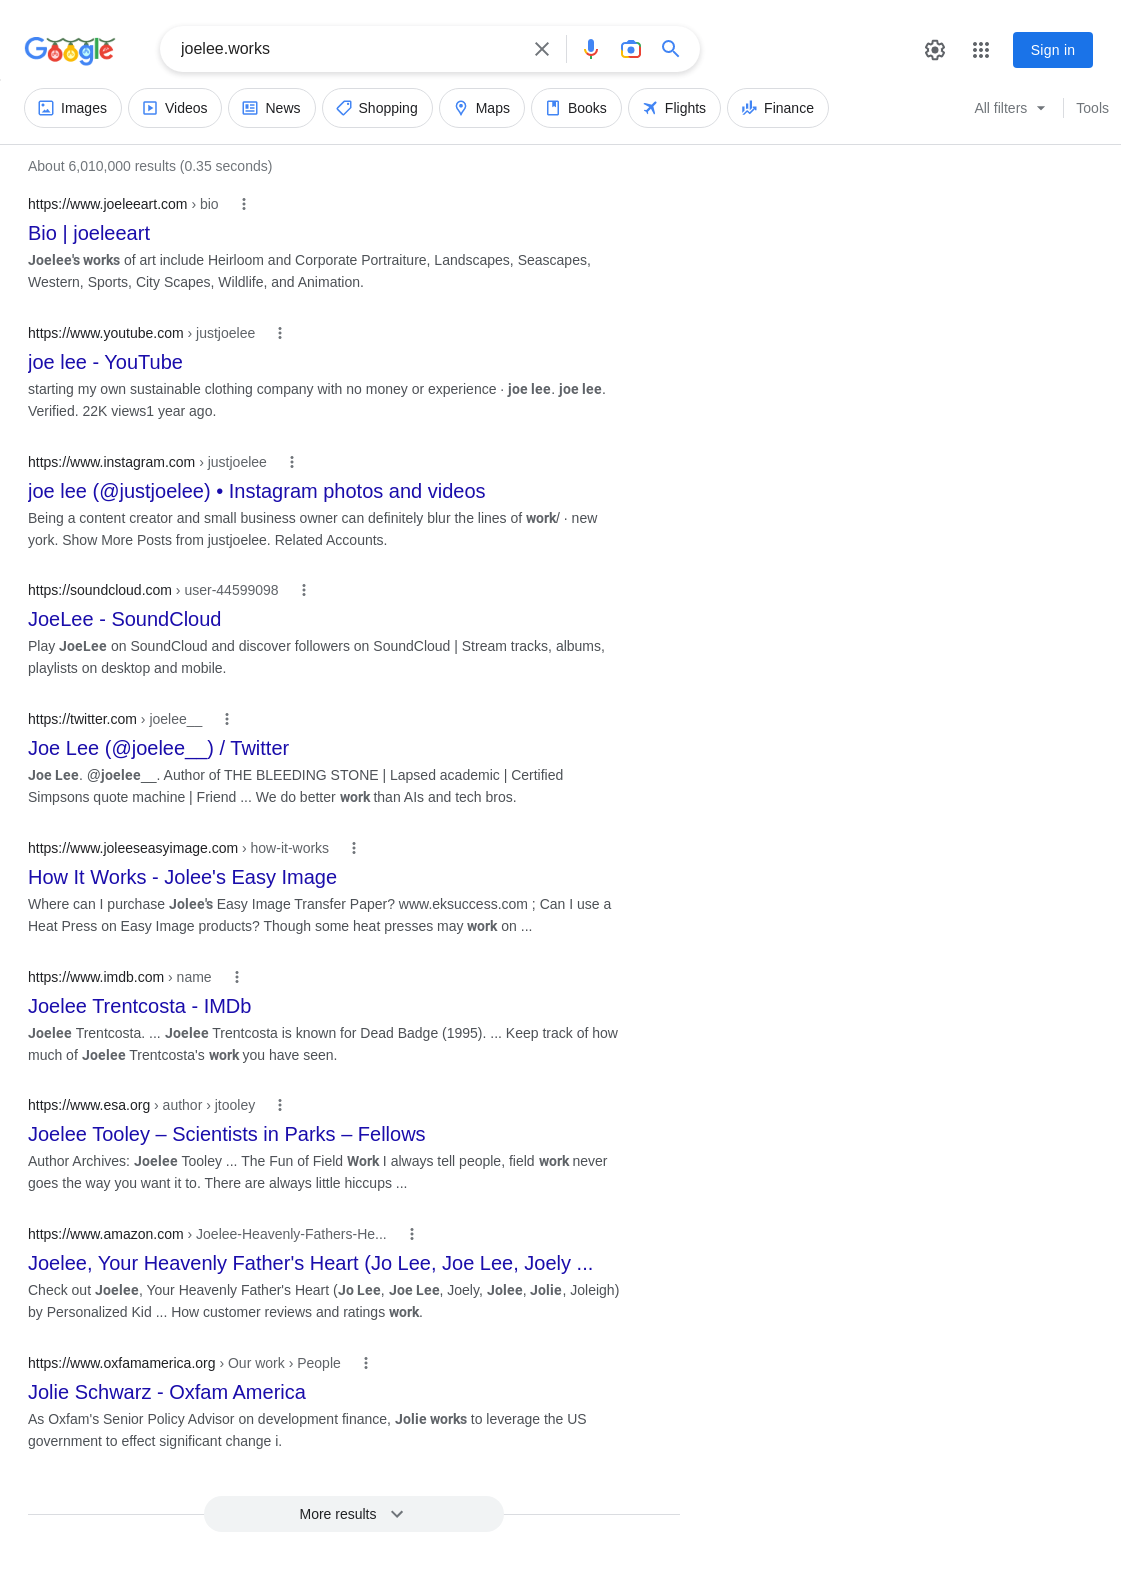 Google
joelee.works
Sign in
Images
Videos
News
Shopping
Maps
Books
Flights
Finance
All filters
Tools
About 6,010,000 results (0.35 seconds)
https://www.joeleeart.com › bio
Bio | joeleeart
Joelee's works of art include Heirloom and Corporate Portraiture, Landscapes, Seascapes,
Western, Sports, City Scapes, Wildlife, and Animation.
https://www.youtube.com › justjoelee
joe lee - YouTube
starting my own sustainable clothing company with no money or experience · joe lee. joe lee.
Verified. 22K views1 year ago.
https://www.instagram.com › justjoelee
joe lee (@justjoelee) • Instagram photos and videos
Being a content creator and small business owner can definitely blur the lines of work/ · new
york. Show More Posts from justjoelee. Related Accounts.
https://soundcloud.com › user-44599098
JoeLee - SoundCloud
Play JoeLee on SoundCloud and discover followers on SoundCloud | Stream tracks, albums,
playlists on desktop and mobile.
https://twitter.com › joelee__
Joe Lee (@joelee__) / Twitter
Joe Lee. @joelee__. Author of THE BLEEDING STONE | Lapsed academic | Certified
Simpsons quote machine | Friend ... We do better work than AIs and tech bros.
https://www.joleeseasyimage.com › how-it-works
How It Works - Jolee's Easy Image
Where can I purchase Jolee's Easy Image Transfer Paper? www.eksuccess.com ; Can I use a
Heat Press on Easy Image products? Though some heat presses may work on ...
https://www.imdb.com › name
Joelee Trentcosta - IMDb
Joelee Trentcosta. ... Joelee Trentcosta is known for Dead Badge (1995). ... Keep track of how
much of Joelee Trentcosta's work you have seen.
https://www.esa.org › author › jtooley
Joelee Tooley – Scientists in Parks – Fellows
Author Archives: Joelee Tooley ... The Fun of Field Work I always tell people, field work never
goes the way you want it to. There are always little hiccups ...
https://www.amazon.com › Joelee-Heavenly-Fathers-He...
Joelee, Your Heavenly Father's Heart (Jo Lee, Joe Lee, Joely ...
Check out Joelee, Your Heavenly Father's Heart (Jo Lee, Joe Lee, Joely, Jolee, Jolie, Joleigh)
by Personalized Kid ... How customer reviews and ratings work.
https://www.oxfamamerica.org › Our work › People
Jolie Schwarz - Oxfam America
As Oxfam's Senior Policy Advisor on development finance, Jolie works to leverage the US
government to effect significant change i.
More results